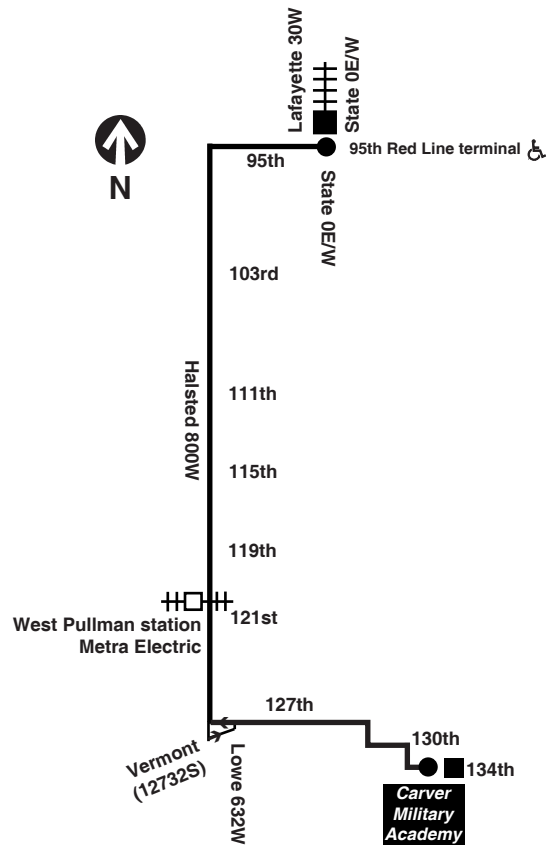 Lafayette 30W
State 0E/W
N
95th Red Line terminal
95th
State 0E/W
103rd
Halsted 800W
111th
115th
119th
121st
West Pullman station
Metra Electric
127th
130th
Vermont
(12732S)
Lowe 632W
134th
Carver
Military
Academy